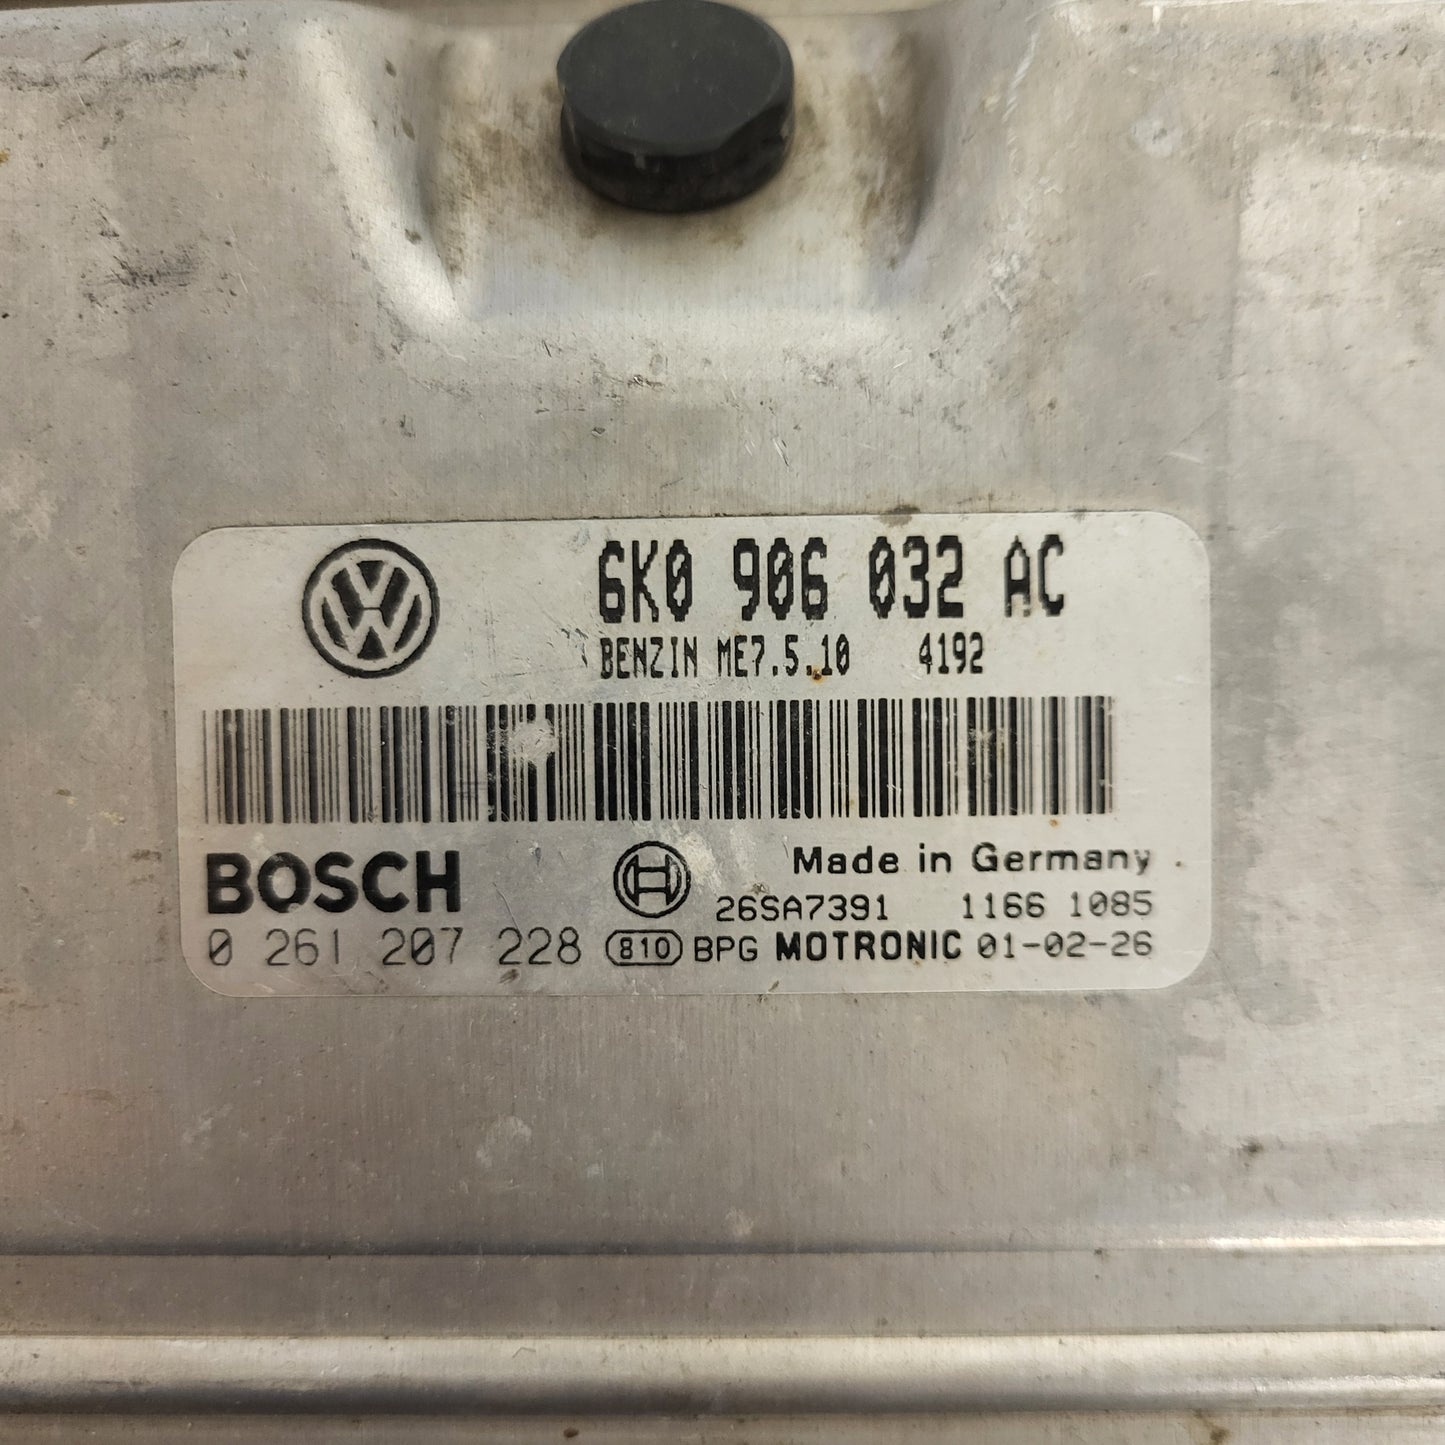 6K0 906 032 AC
BENZIN ME7.5.10 4192
BOSCH Made in Germany
26SA7391 1166 1085
0 261 207 228 810 BPG MOTRONIC 01-02-26